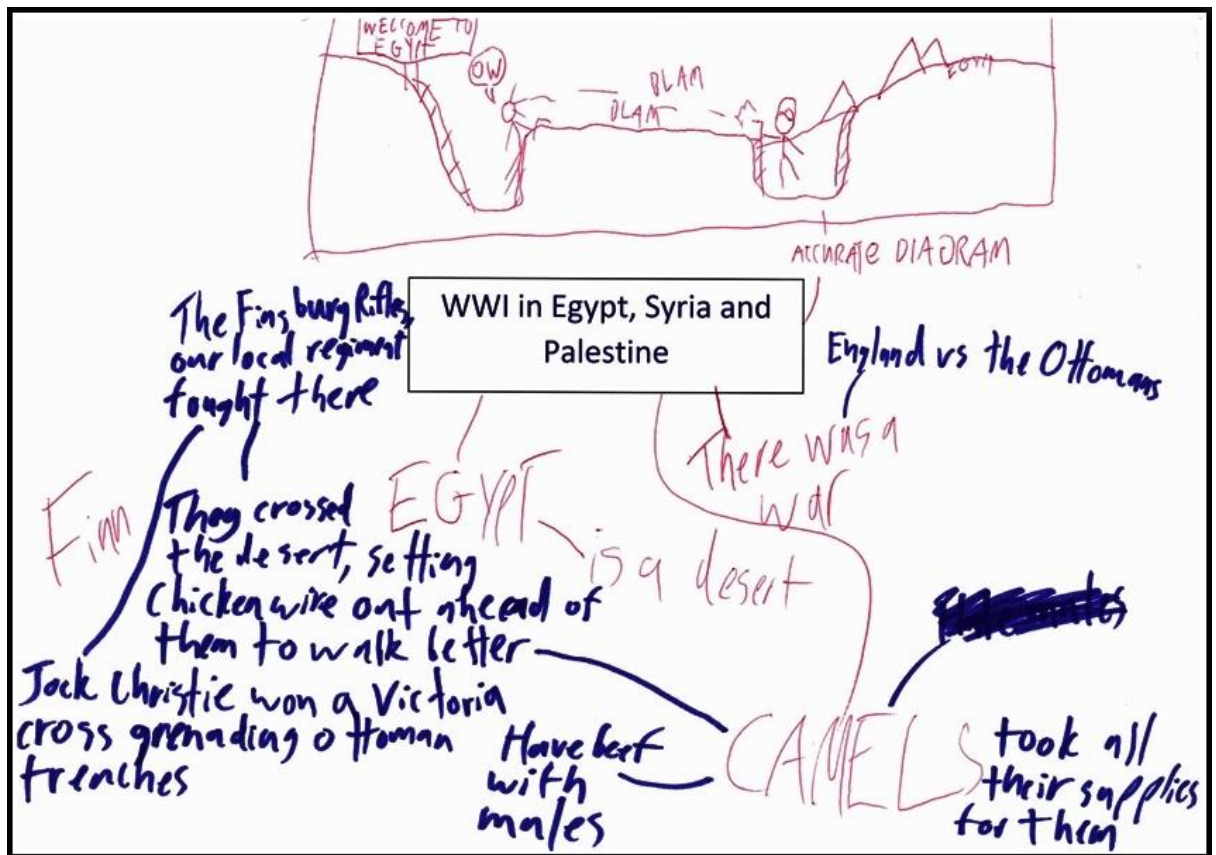 WELCOME TO
EGYPT
OW
BLAM
BLAM
EGYPT
ACCURATE DIAGRAM
WWI in Egypt, Syria and
Palestine
The Finsbury Rifles,
our local regiment
fought there
England vs the Ottomans
There was a
war
Finn
EGYPT
is a desert
They crossed
the desert, setting
Chicken wire out ahead of
them to walk better
Jack Christie won a Victoria
cross grenading ottoman
trenches
Have beef
with
males
CAMELS
took all
their supplies
for them